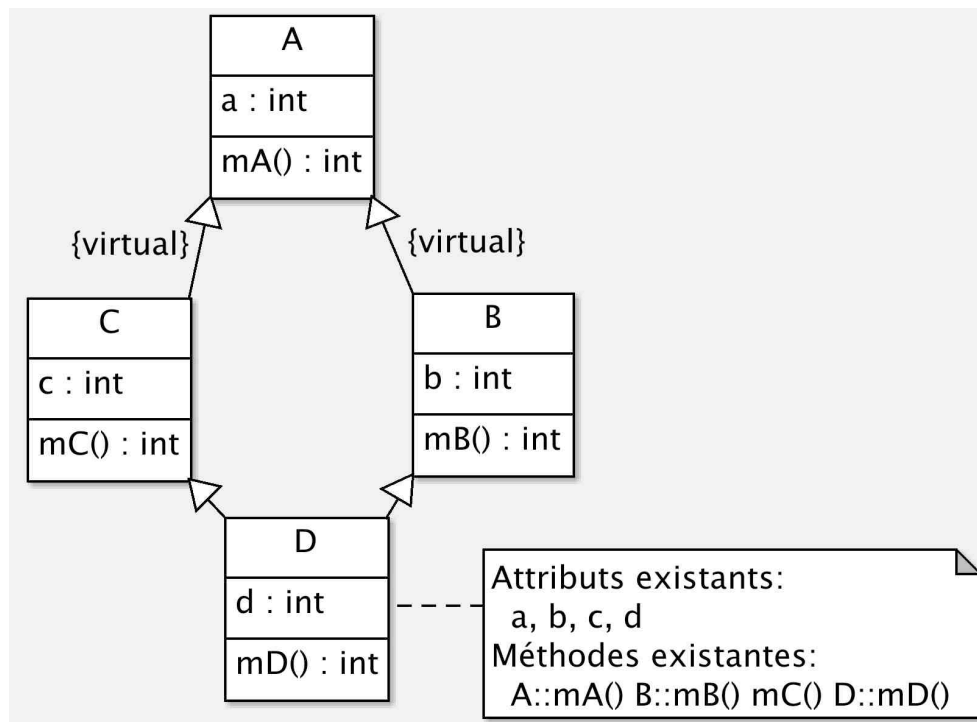 A
a : int
mA() : int
{virtual}
{virtual}
C
c : int
mC() : int
B
b : int
mB() : int
D
d : int
mD() : int
Attributs existants:
a, b, c, d
Méthodes existantes:
A::mA() B::mB() mC() D::mD()